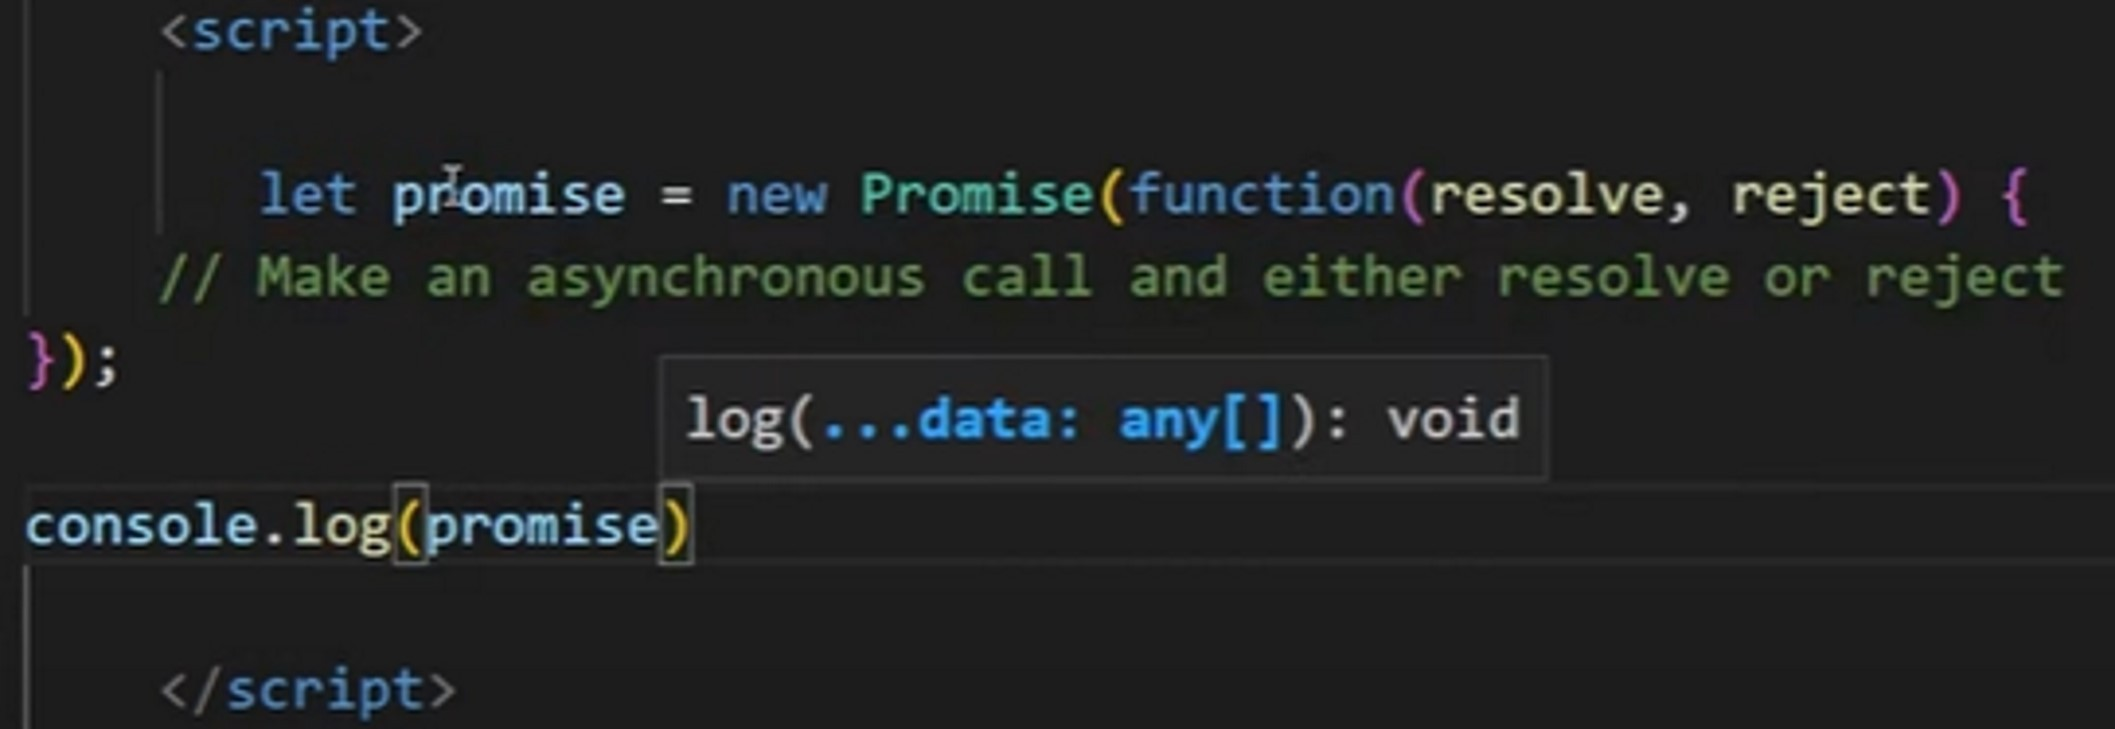 <script>
let promise = new Promise(function(resolve, reject) {
// Make an asynchronous call and either resolve or reject
});
log(...data: any[]): void
console.log(promise)
</script>